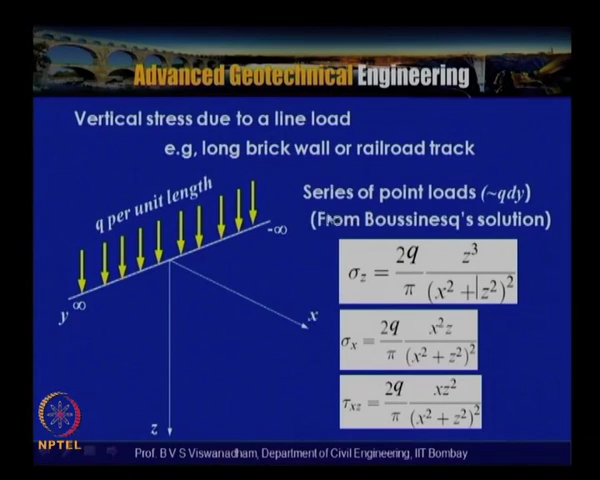 Advanced Geotechnical Engineering
Vertical stress due to a line load
e.g, long brick wall or railroad track
q per unit length
-∞
∞
y
x
z
Series of point loads (~qdy)
(From Boussinesq's solution)
σz = 2q/π z³/(x² + z²)²
σx = 2q/π x²z/(x² + z²)²
τxz = 2q/π xz²/(x² + z²)²
NPTEL
Prof. B V S Viswanadham, Department of Civil Engineering, IIT Bombay